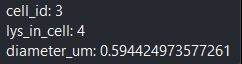 cell_id: 3
lys_in_cell: 4
diameter_um: 0.594424973577261